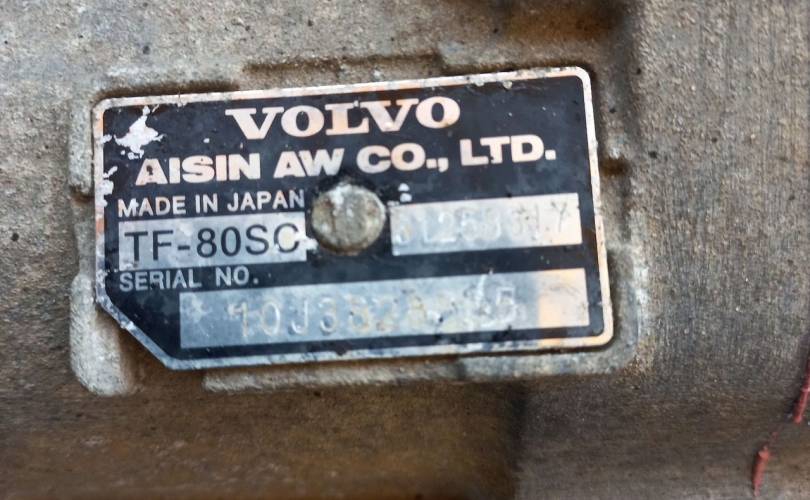 VOLVO
AISIN AW CO., LTD.
MADE IN JAPAN
TF-80SC
SERIAL NO.